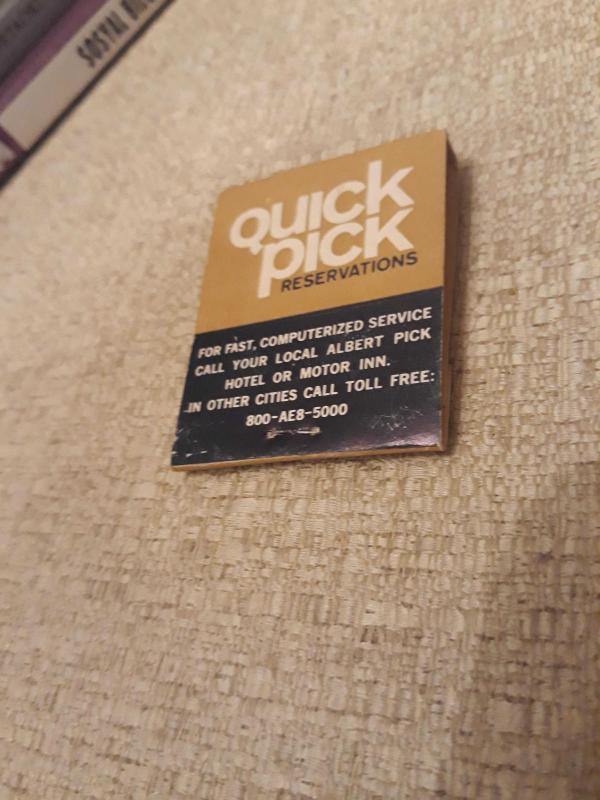 SOSYAL
Quick
pick
RESERVATIONS
FOR FAST, COMPUTERIZED SERVICE
CALL YOUR LOCAL ALBERT PICK
HOTEL OR MOTOR INN.
IN OTHER CITIES CALL TOLL FREE:
800-AE8-5000